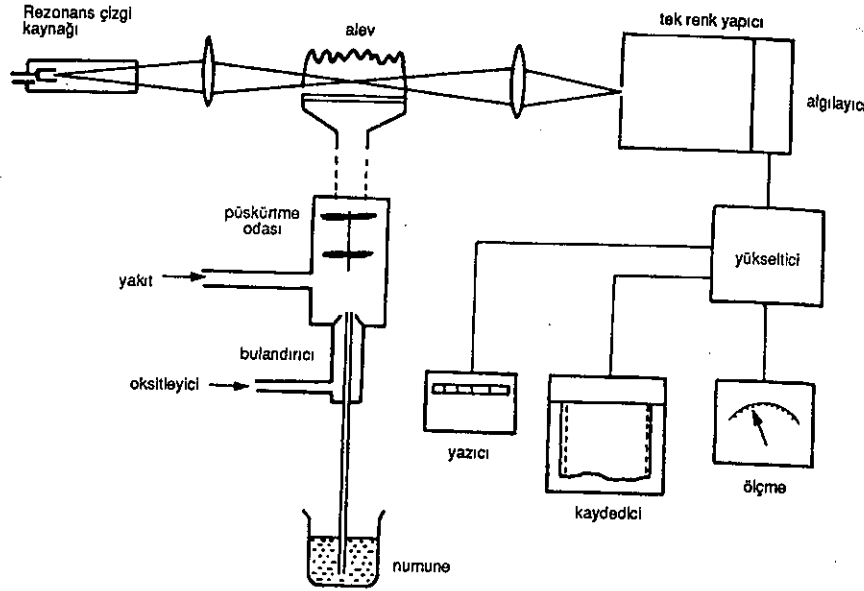 Rezonans çizgi
kaynağı
alev
tek renk yapıcı
algılayıcı
püskürtme
odası
yükseltici
yakıt
bulandırıcı
oksitleyici
yazıcı
kaydedici
ölçme
numune